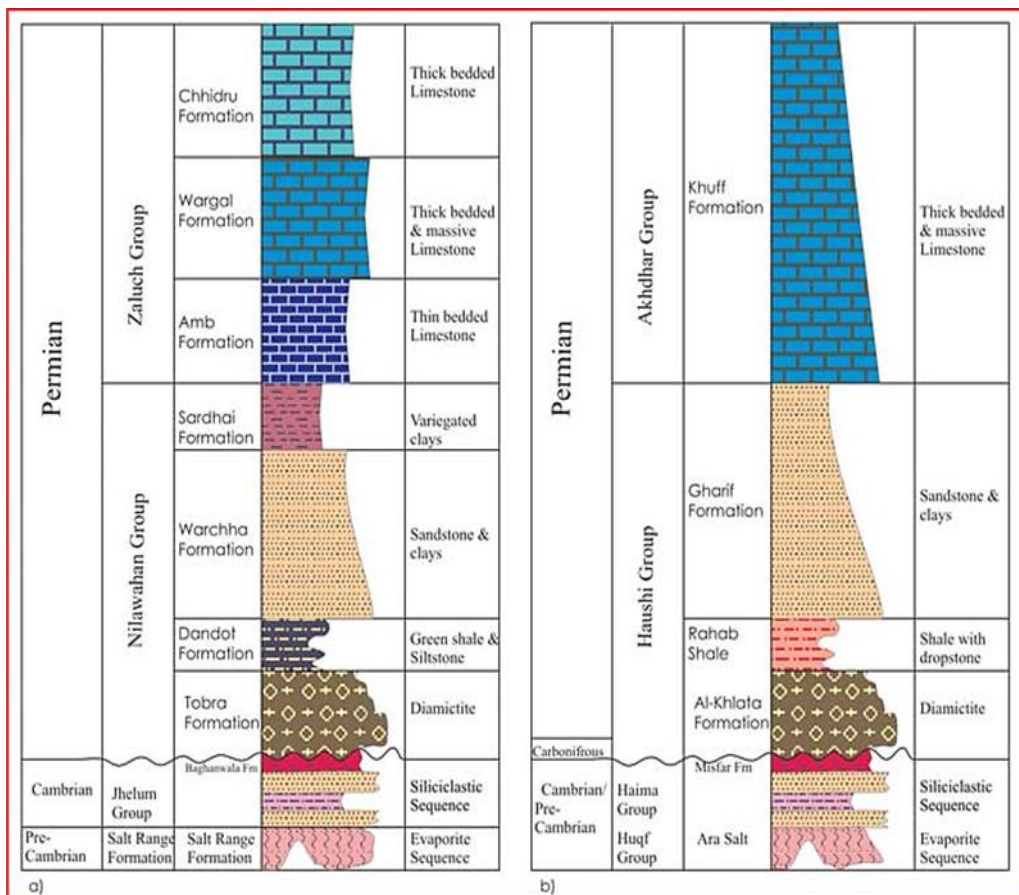 Permian
Zaluch Group
Chhidru
Formation
Thick bedded
Limestone
Wargal
Formation
Thick bedded
& massive
Limestone
Amb
Formation
Thin bedded
Limestone
Nilawahan Group
Sardhai
Formation
Variegated
clays
Warchha
Formation
Sandstone &
clays
Dandot
Formation
Green shale &
Siltstone
Tobra
Formation
Diamictite
Baghanwala Fm
Cambrian
Jhelum
Group
Siliciclastic
Sequence
Pre-
Cambrian
Salt Range
Formation
Salt Range
Formation
Evaporite
Sequence
a)
Permian
Akhdhar Group
Khuff
Formation
Thick bedded
& massive
Limestone
Haushi Group
Gharif
Formation
Sandstone &
clays
Rahab
Shale
Shale with
dropstone
Al-Khlata
Formation
Diamictite
Carbonifrous
Misfar Fm
Cambrian/
Pre-
Cambrian
Haima
Group
Siliciclastic
Sequence
Huqf
Group
Ara Salt
Evaporite
Sequence
b)